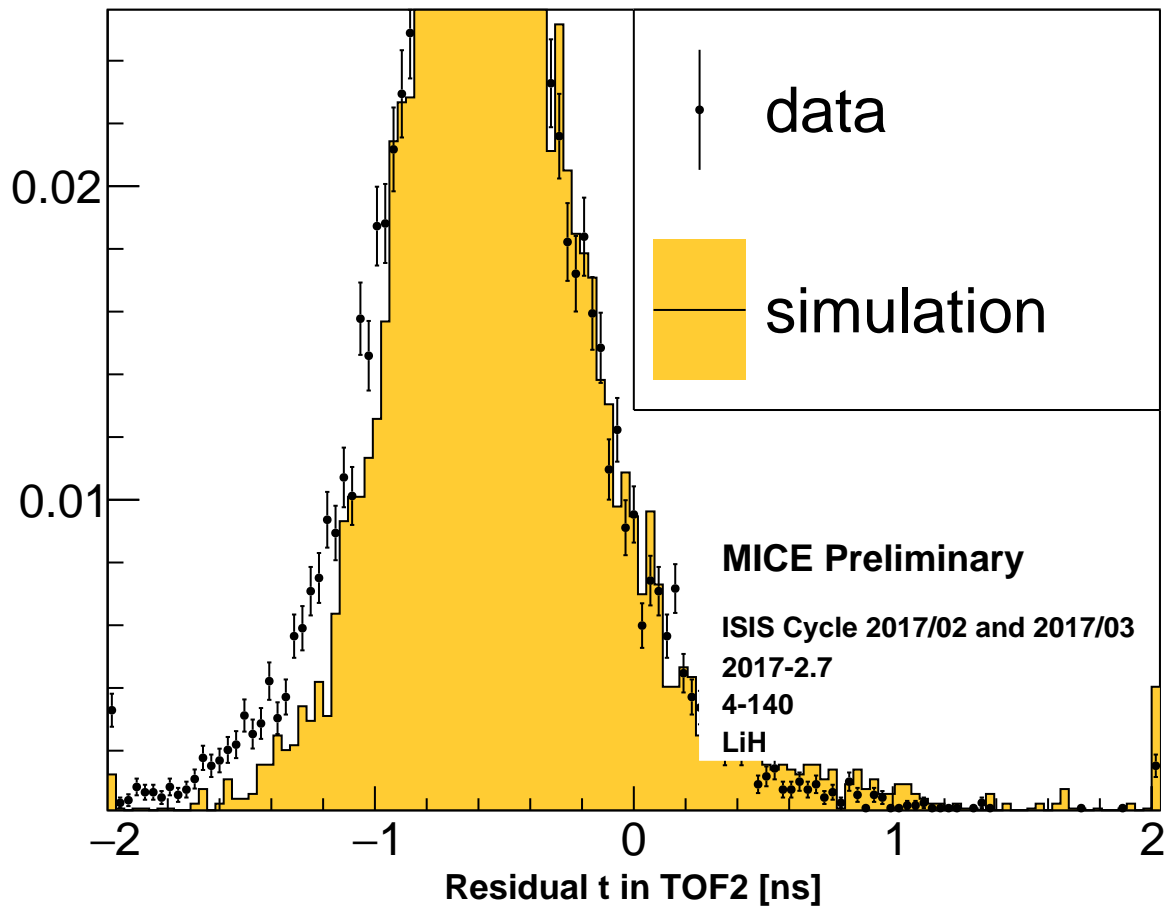 data
simulation
0.02
0.01
MICE Preliminary
ISIS Cycle 2017/02 and 2017/03
2017-2.7
4-140
LiH
−2 −1 0 1 2
Residual t in TOF2 [ns]